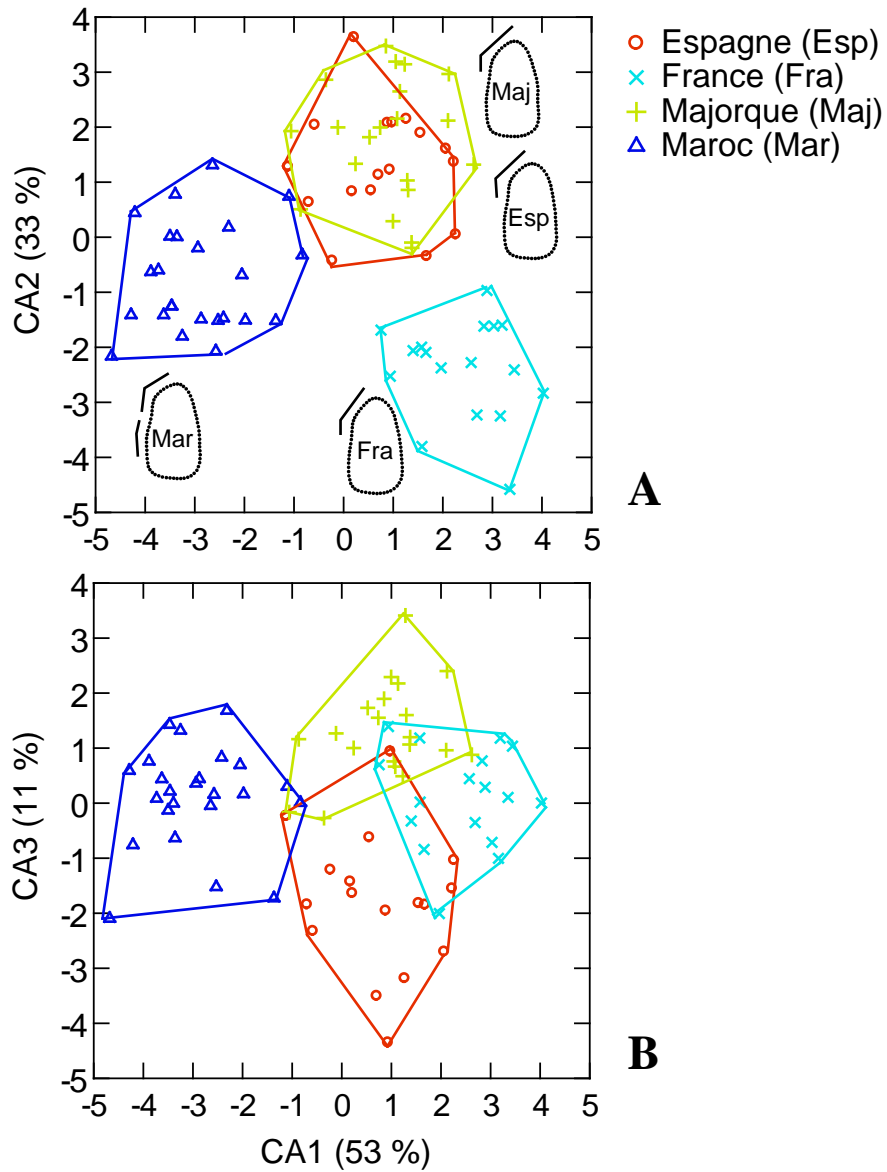 Espagne (Esp)
France (Fra)
Majorque (Maj)
Maroc (Mar)
4
3
2
1
0
-1
-2
-3
-4
-5
CA2 (33 %)
Maj
Esp
Mar
Fra
A
-5 -4 -3 -2 -1 0 1 2 3 4 5
4
3
2
1
0
-1
-2
-3
-4
-5
CA3 (11 %)
B
-5 -4 -3 -2 -1 0 1 2 3 4 5
CA1 (53 %)